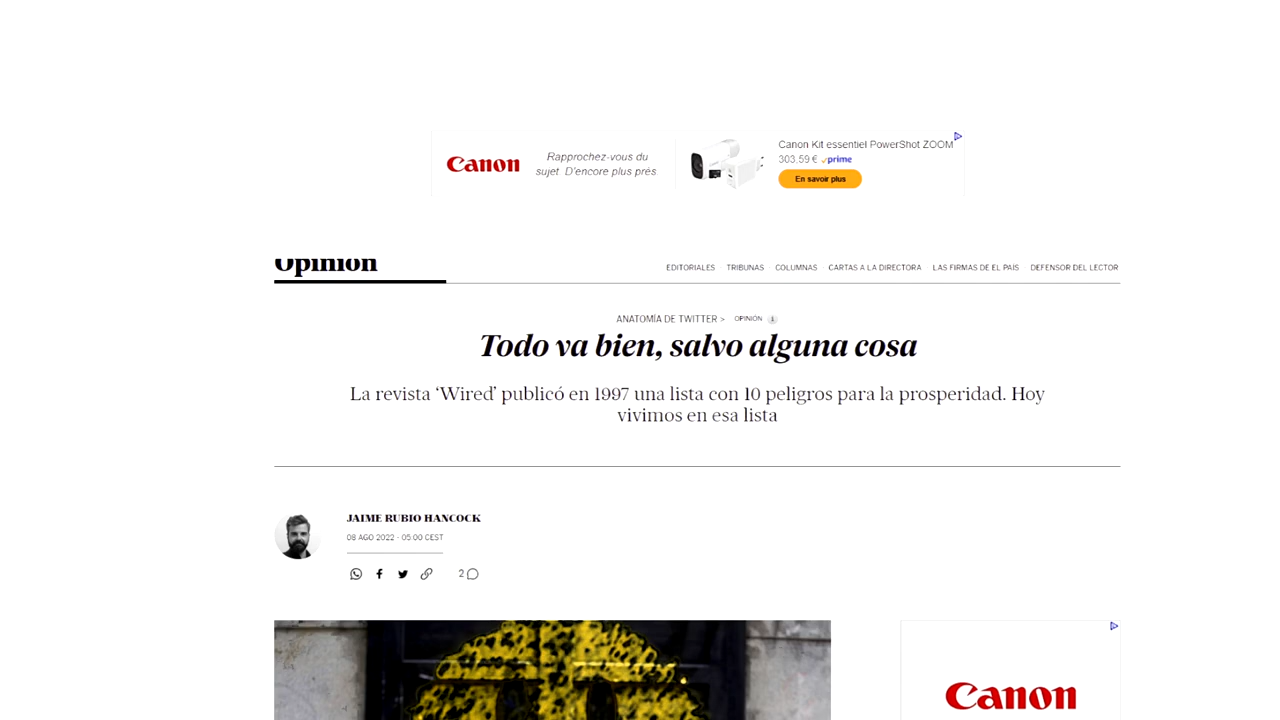 Canon
Rapprochez-vous du
sujet. D'encore plus près.
Canon Kit essentiel PowerShot ZOOM
303,59 € prime
En savoir plus
Opinión
EDITORIALES · TRIBUNAS · COLUMNAS · CARTAS A LA DIRECTORA · LAS FIRMAS DE EL PAÍS · DEFENSOR DEL LECTOR
ANATOMÍA DE TWITTER > OPINIÓN i
Todo va bien, salvo alguna cosa
La revista ‘Wired’ publicó en 1997 una lista con 10 peligros para la prosperidad. Hoy
vivimos en esa lista
JAIME RUBIO HANCOCK
08 AGO 2022 - 05:00 CEST
2
Canon